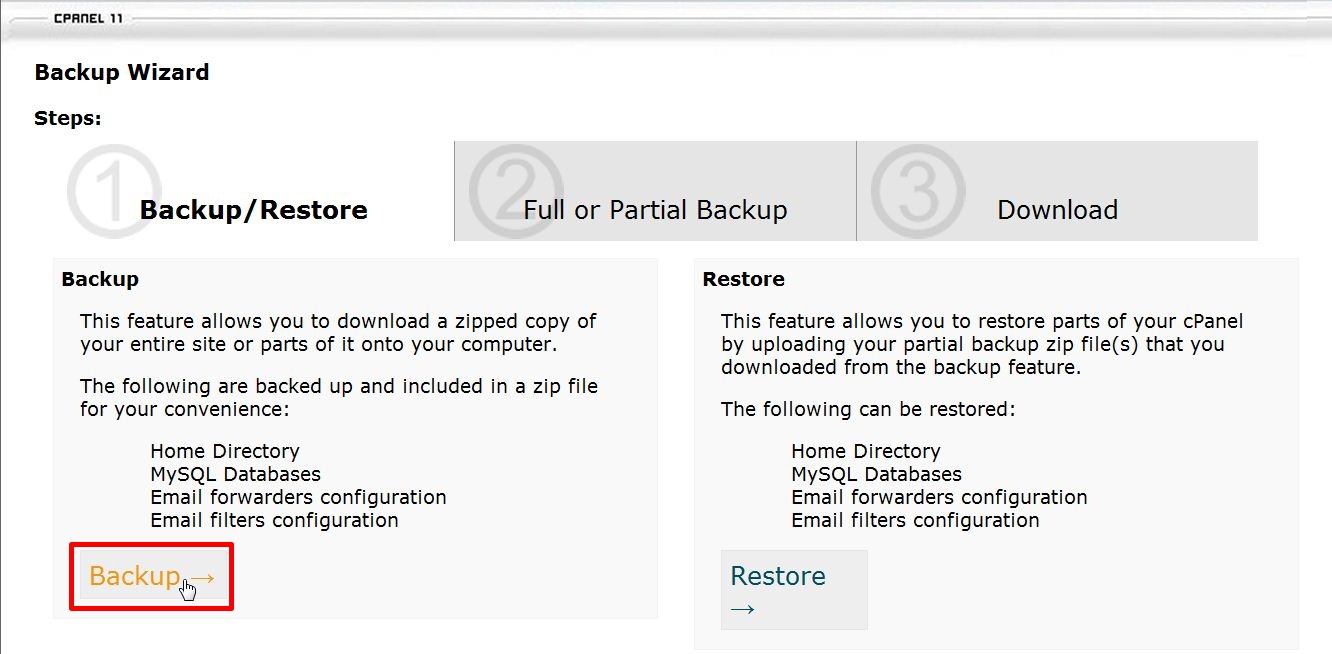 CPANEL 11
Backup Wizard
Steps:
1
Backup/Restore
2
Full or Partial Backup
3
Download
Backup
This feature allows you to download a zipped copy of
your entire site or parts of it onto your computer.
The following are backed up and included in a zip file
for your convenience:
Home Directory
MySQL Databases
Email forwarders configuration
Email filters configuration
Backup →
Restore
This feature allows you to restore parts of your cPanel
by uploading your partial backup zip file(s) that you
downloaded from the backup feature.
The following can be restored:
Home Directory
MySQL Databases
Email forwarders configuration
Email filters configuration
Restore
→